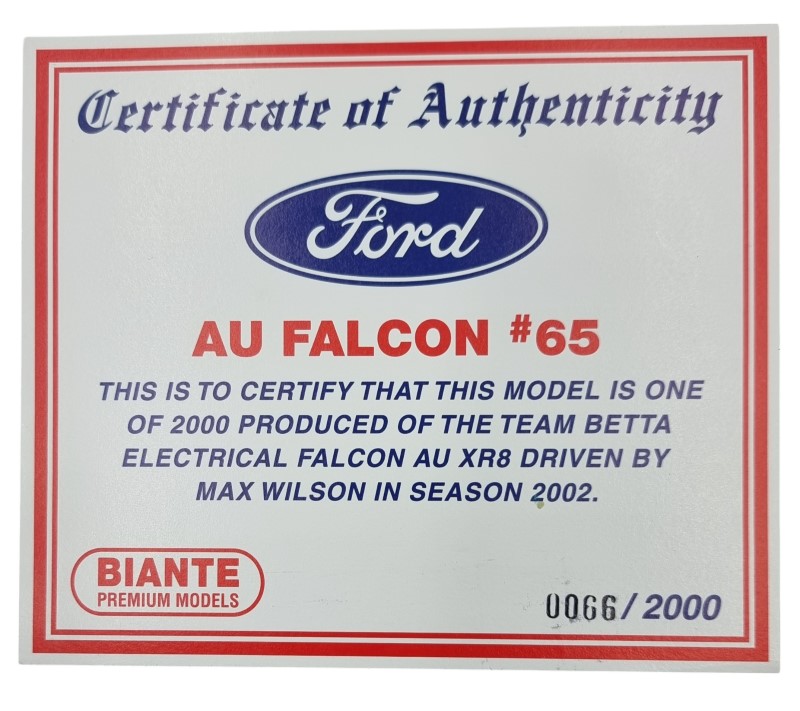 Certificate of Authenticity
Ford
AU FALCON #65
THIS IS TO CERTIFY THAT THIS MODEL IS ONE
OF 2000 PRODUCED OF THE TEAM BETTA
ELECTRICAL FALCON AU XR8 DRIVEN BY
MAX WILSON IN SEASON 2002.
BIANTE
PREMIUM MODELS
0066/2000